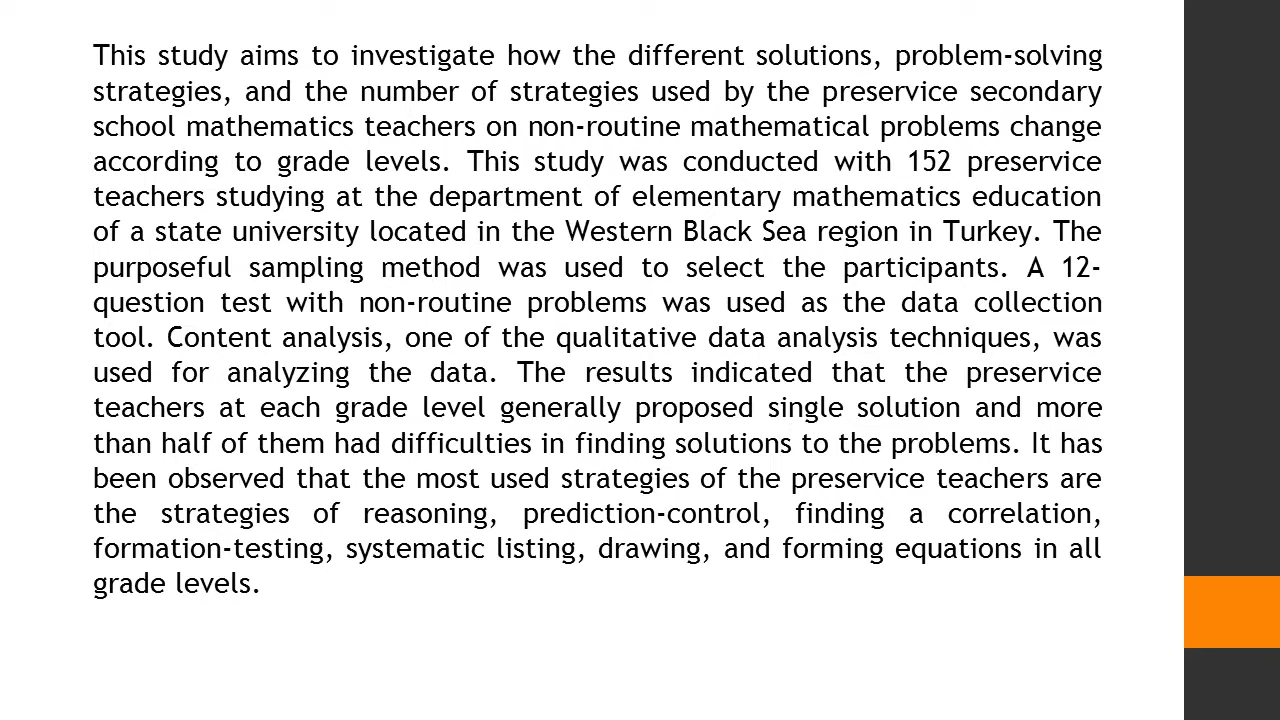 This study aims to investigate how the different solutions, problem-solving
strategies, and the number of strategies used by the preservice secondary
school mathematics teachers on non-routine mathematical problems change
according to grade levels. This study was conducted with 152 preservice
teachers studying at the department of elementary mathematics education
of a state university located in the Western Black Sea region in Turkey. The
purposeful sampling method was used to select the participants. A 12-
question test with non-routine problems was used as the data collection
tool. Content analysis, one of the qualitative data analysis techniques, was
used for analyzing the data. The results indicated that the preservice
teachers at each grade level generally proposed single solution and more
than half of them had difficulties in finding solutions to the problems. It has
been observed that the most used strategies of the preservice teachers are
the strategies of reasoning, prediction-control, finding a correlation,
formation-testing, systematic listing, drawing, and forming equations in all
grade levels.